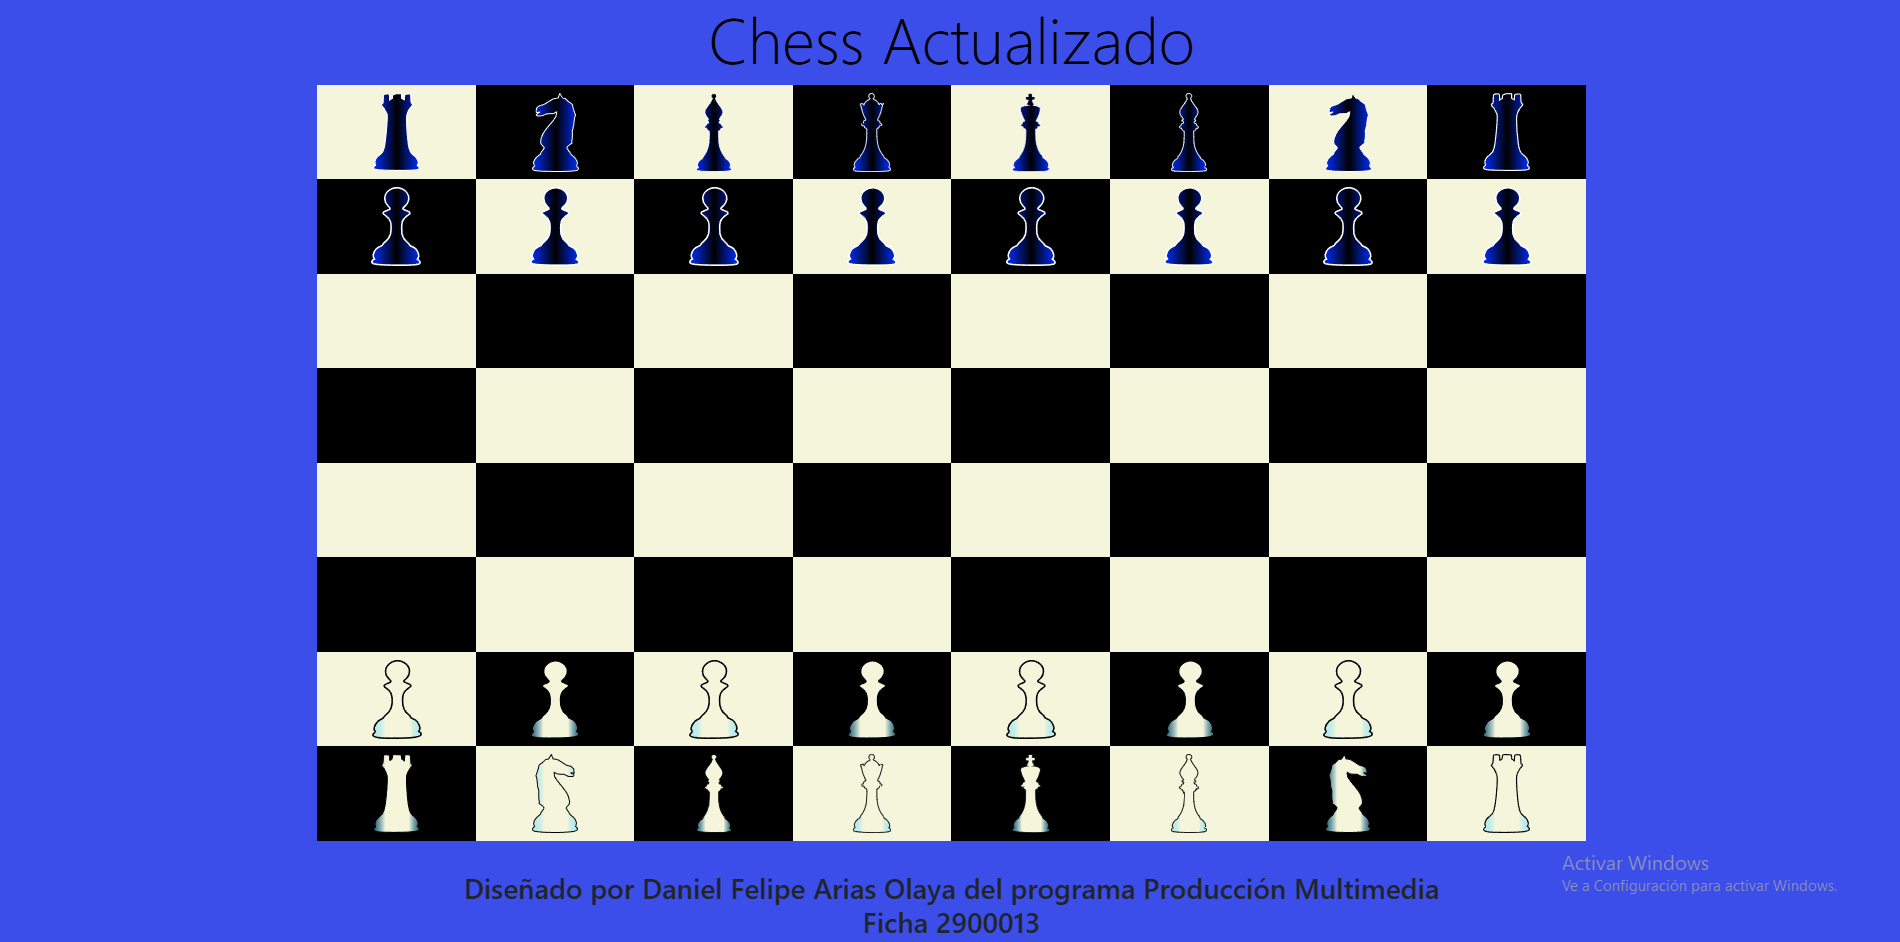 Chess Actualizado
Activar Windows
Ve a Configuración para activar Windows.
Diseñado por Daniel Felipe Arias Olaya del programa Producción Multimedia
Ficha 2900013